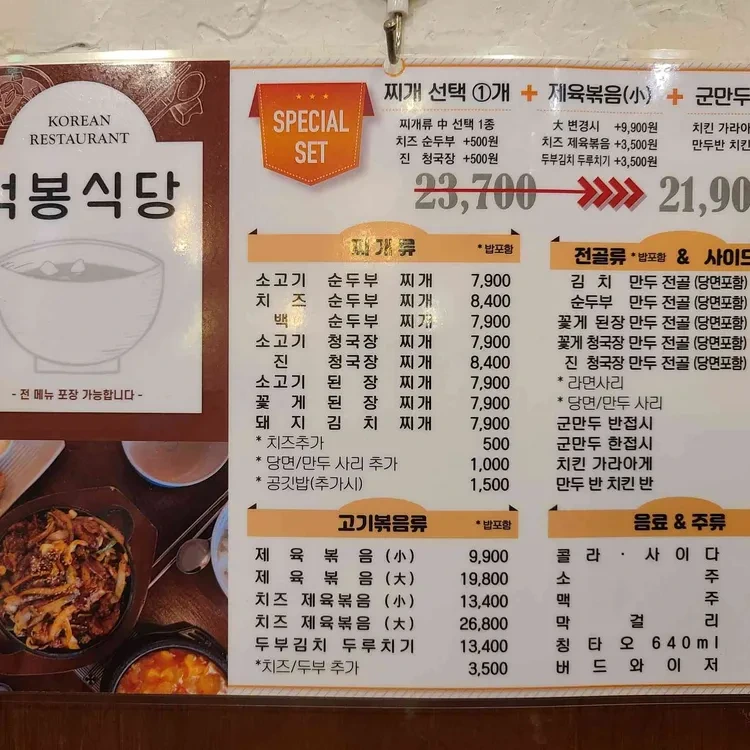 KOREAN
RESTAURANT
봉식당
- 전 메뉴 포장 가능합니다 -
SPECIAL
SET
찌개 선택 ①개 + 제육볶음(小) + 군만두
찌개류 中 선택 1종
치즈 순두부 +500원
진 청국장 +500원
大 변경시 +9,900원
치즈 제육볶음 +3,500원
두부김치 두루치기 +3,500원
치킨 가라아
만두반 치킨
23,700 21,90
찌개류 *밥포함
소고기 순두부 찌개 7,900
치즈 순두부 찌개 8,400
백 순두부 찌개 7,900
소고기 청국장 찌개 7,900
진 청국장 찌개 8,400
소고기 된장 찌개 7,900
꽃게 된장 찌개 7,900
돼지김치 찌개 7,900
* 치즈추가 500
* 당면/만두 사리 추가 1,000
* 공깃밥(추가시) 1,500
고기볶음류 *밥포함
제육볶음 (小) 9,900
제육볶음 (大) 19,800
치즈 제육볶음 (小) 13,400
치즈 제육볶음 (大) 26,800
두부김치 두루치기 13,400
*치즈/두부 추가 3,500
전골류 *밥포함 & 사이드
김치 만두 전골 (당면포함)
순두부 만두 전골 (당면포함)
꽃게 된장 만두 전골 (당면포함)
꽃게 청국장 만두 전골 (당면포함)
진 청국장 만두 전골 (당면포함)
* 라면사리
* 당면/만두 사리
군만두 반접시
군만두 한접시
치킨 가라아게
만두 반 치킨 반
음료 & 주류
콜라 · 사이다
소주
맥주
막걸리
칭타오 640ml
버드와이저